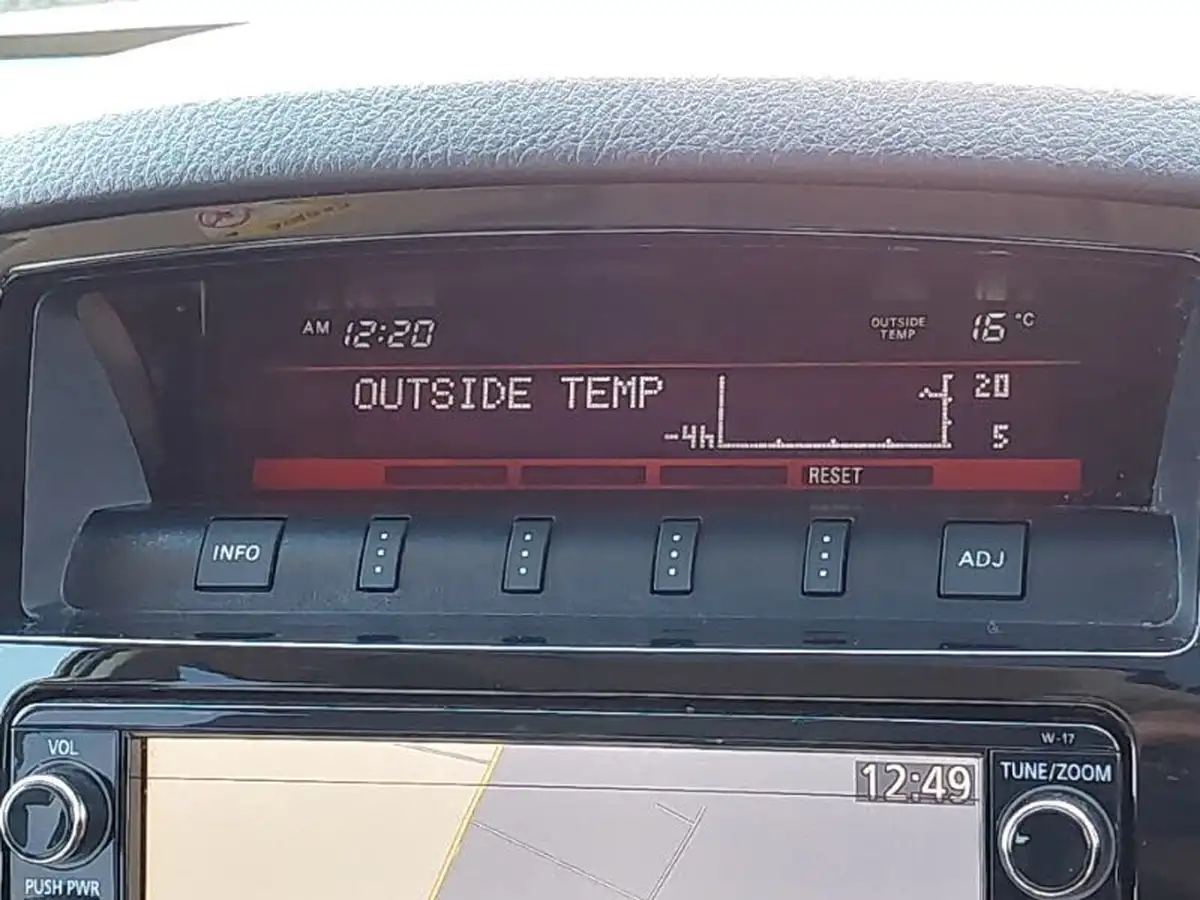 AM 12:20 OUTSIDE TEMP 16 °C
OUTSIDE TEMP 20
-4h 5
RESET
INFO ADJ
W-17
VOL TUNE/ZOOM
12:49
PUSH PWR